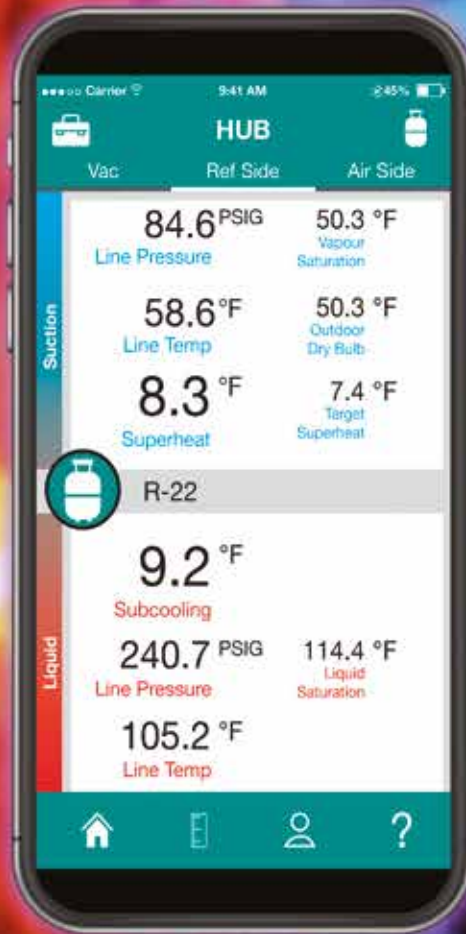 Carrier 9:41 AM 45%
HUB
Vac Ref Side Air Side
84.6 PSIG 50.3 °F
Line Pressure Vapour
Saturation
58.6 °F 50.3 °F
Line Temp Outdoor
Dry Bulb
8.3 °F 7.4 °F
Superheat Target
Superheat
Suction
R-22
9.2 °F
Subcooling
240.7 PSIG 114.4 °F
Line Pressure Liquid
Saturation
105.2 °F
Line Temp
Liquid
?